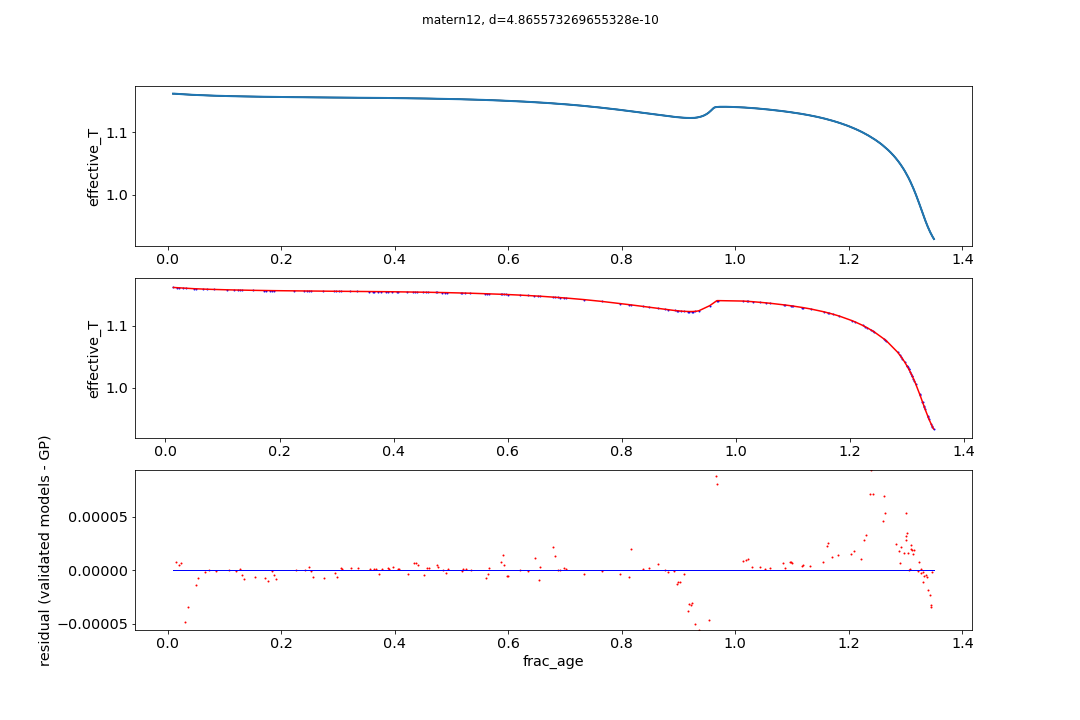 matern12, d=4.865573269655328e-10
effective_T
1.1
1.0
0.0 0.2 0.4 0.6 0.8 1.0 1.2 1.4
effective_T
1.1
1.0
0.0 0.2 0.4 0.6 0.8 1.0 1.2 1.4
residual (validated models - GP)
0.00005
0.00000
−0.00005
0.0 0.2 0.4 0.6 0.8 1.0 1.2 1.4
frac_age